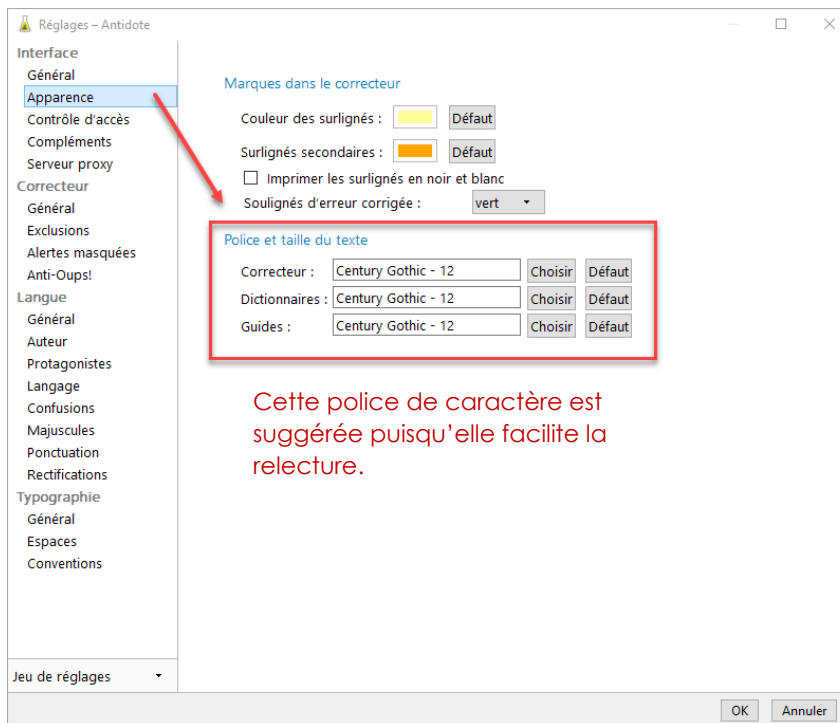 Réglages – Antidote
Interface
Général
Apparence
Contrôle d'accès
Compléments
Serveur proxy
Correcteur
Général
Exclusions
Alertes masquées
Anti-Oups!
Langue
Général
Auteur
Protagonistes
Langage
Confusions
Majuscules
Ponctuation
Rectifications
Typographie
Général
Espaces
Conventions
Jeu de réglages
Marques dans le correcteur
Couleur des surlignés : Défaut
Surlignés secondaires : Défaut
Imprimer les surlignés en noir et blanc
Soulignés d'erreur corrigée : vert
Police et taille du texte
Correcteur : Century Gothic - 12 Choisir Défaut
Dictionnaires : Century Gothic - 12 Choisir Défaut
Guides : Century Gothic - 12 Choisir Défaut
Cette police de caractère est
suggérée puisqu'elle facilite la
relecture.
OK Annuler